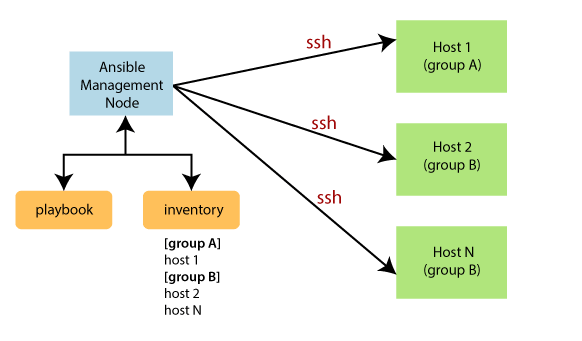 Ansible
Management
Node
ssh
Host 1
(group A)
ssh
Host 2
(group B)
ssh
Host N
(group B)
playbook
inventory
[group A]
host 1
[group B]
host 2
host N